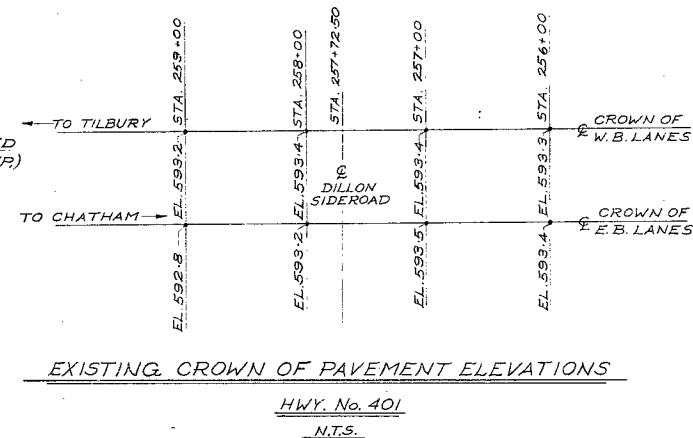 STA. 259+00
STA. 258+00
STA. 257+72·50
STA. 257+00
STA. 256+00
TO TILBURY
EL. 593·2
EL. 593·4
EL. 593·4
EL. 593·3
℄ CROWN OF
W.B. LANES
℄
DILLON
SIDEROAD
TO CHATHAM
EL. 592·8
EL. 593·2
EL. 593·5
EL. 593·4
℄ CROWN OF
E.B. LANES
EXISTING CROWN OF PAVEMENT ELEVATIONS
HWY. No. 401
N.T.S.